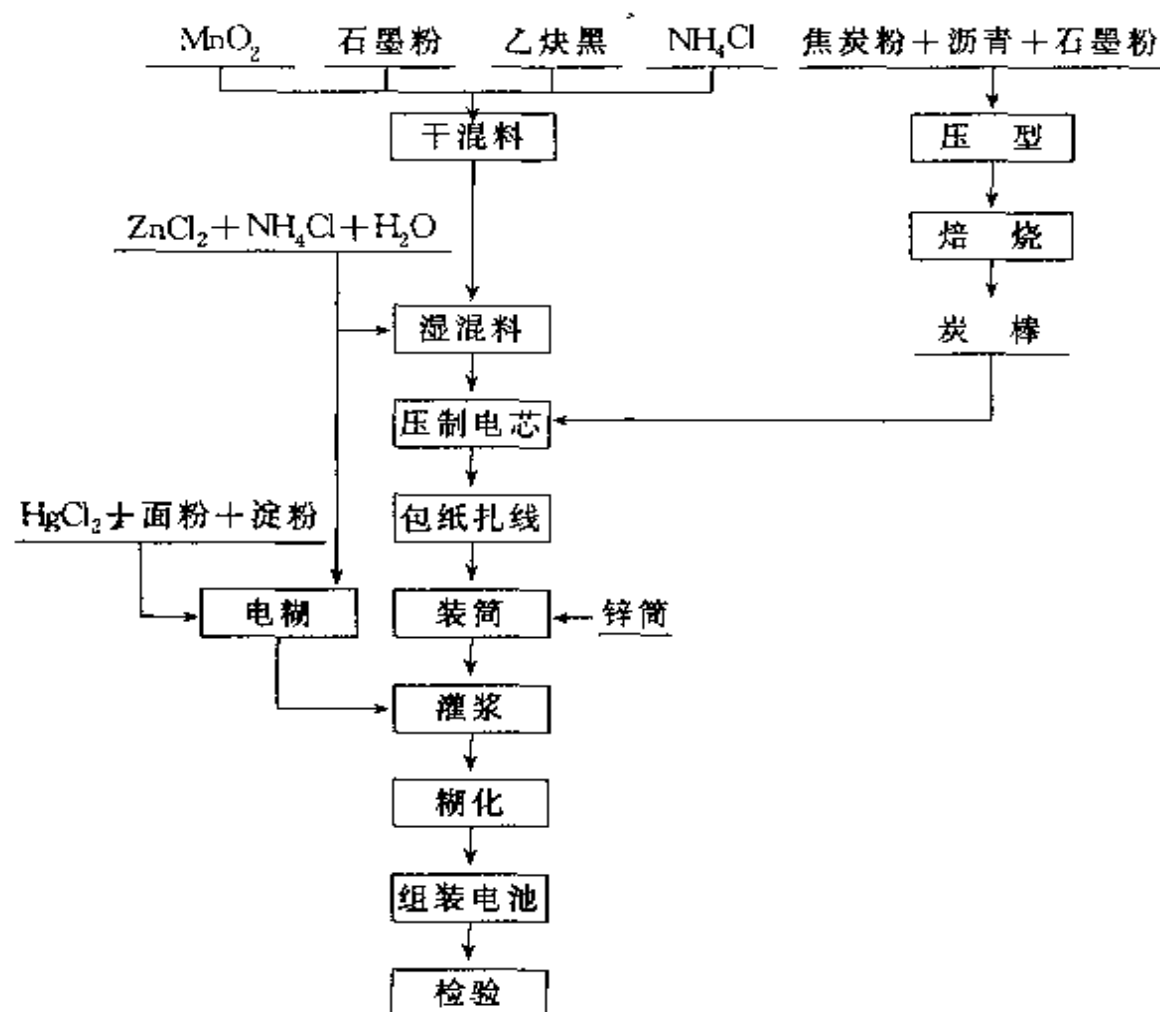 MnO₂ 石墨粉 乙炔黑 NH₄Cl 焦炭粉+沥青+石墨粉
干混料 压 型
ZnCl₂+NH₄Cl+H₂O 焙 烧
湿混料 炭 棒
压制电芯
HgCl₂+面粉+淀粉 包纸扎线
电糊 装筒 锌筒
灌浆
糊化
组装电池
检验